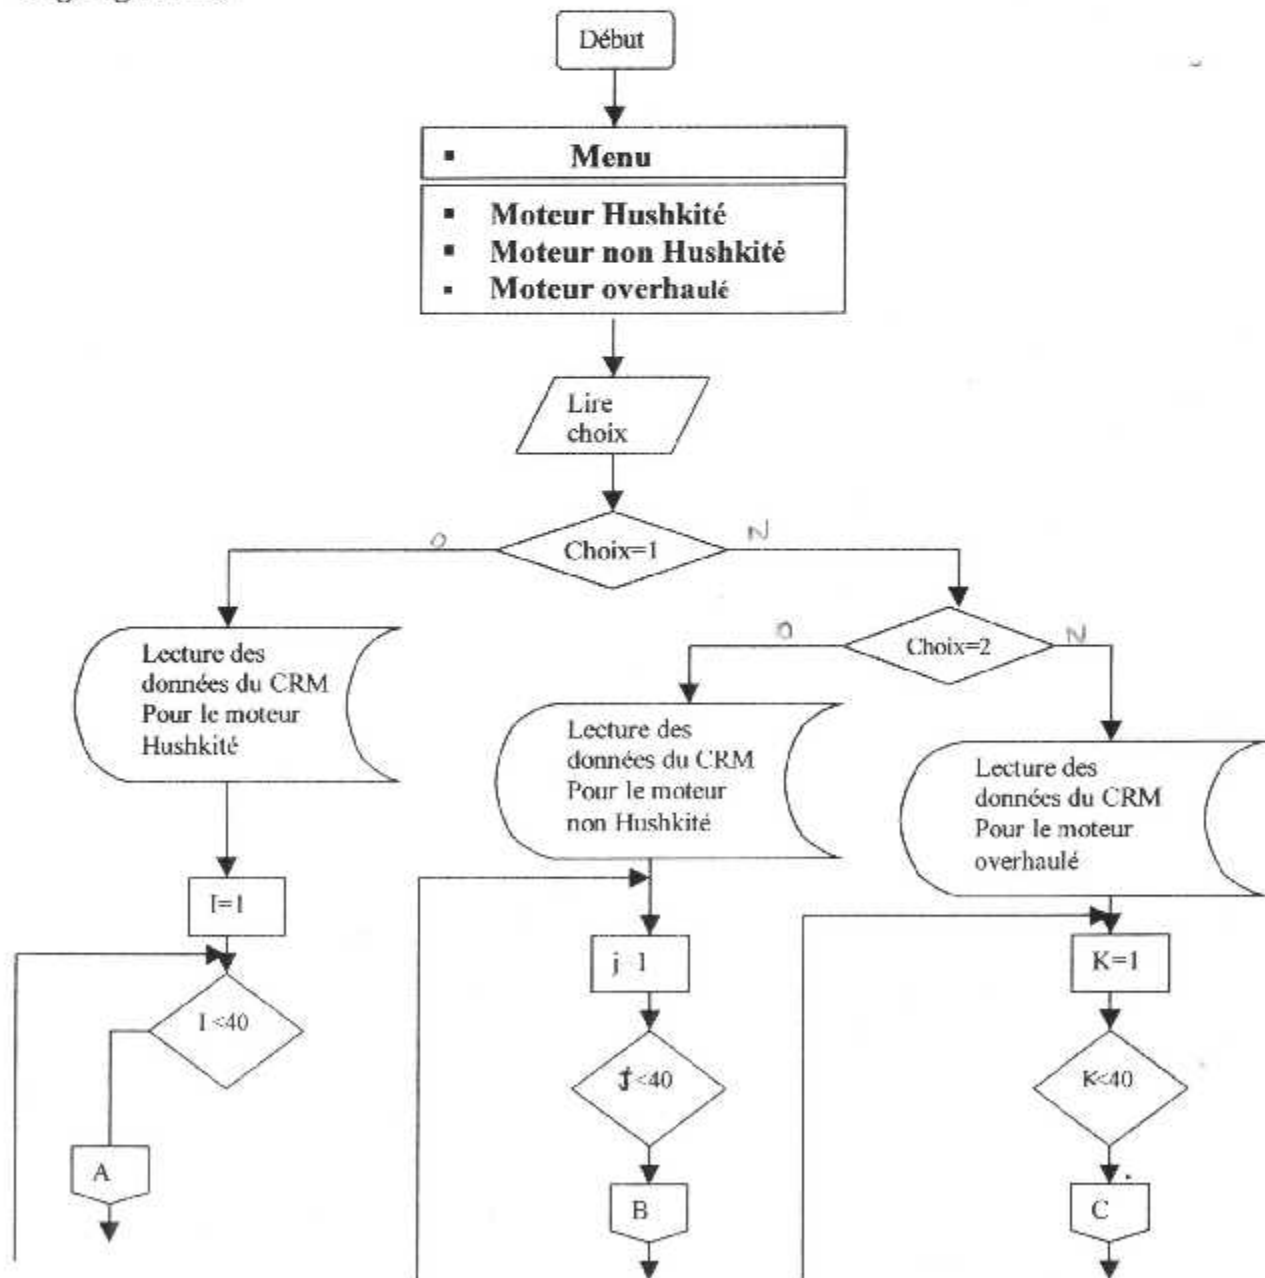 Début
Menu
Moteur Hushkité
Moteur non Hushkité
Moteur overhaulé
Lire
choix
O
Choix=1
N
O
Choix=2
N
Lecture des
données du CRM
Pour le moteur
Hushkité
Lecture des
données du CRM
Pour le moteur
non Hushkité
Lecture des
données du CRM
Pour le moteur
overhaulé
I=1
j=1
K=1
I<40
J<40
K<40
A
B
C